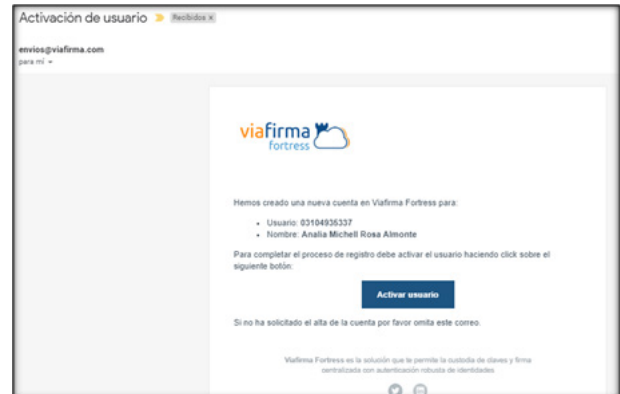 Activación de usuario Recibidos x
envios@viafirma.com
para mí
viafirma
fortress
Hemos creado una nueva cuenta en Viafirma Fortress para:
Usuario: 03104935337
Nombre: Analia Michell Rosa Almonte
Para completar el proceso de registro debe activar el usuario haciendo click sobre el
siguiente botón:
Activar usuario
Si no ha solicitado el alta de la cuenta por favor omita este correo.
Viafirma Fortress es la solución que te permite la custodia de claves y firma
centralizada con autenticación robusta de identidades